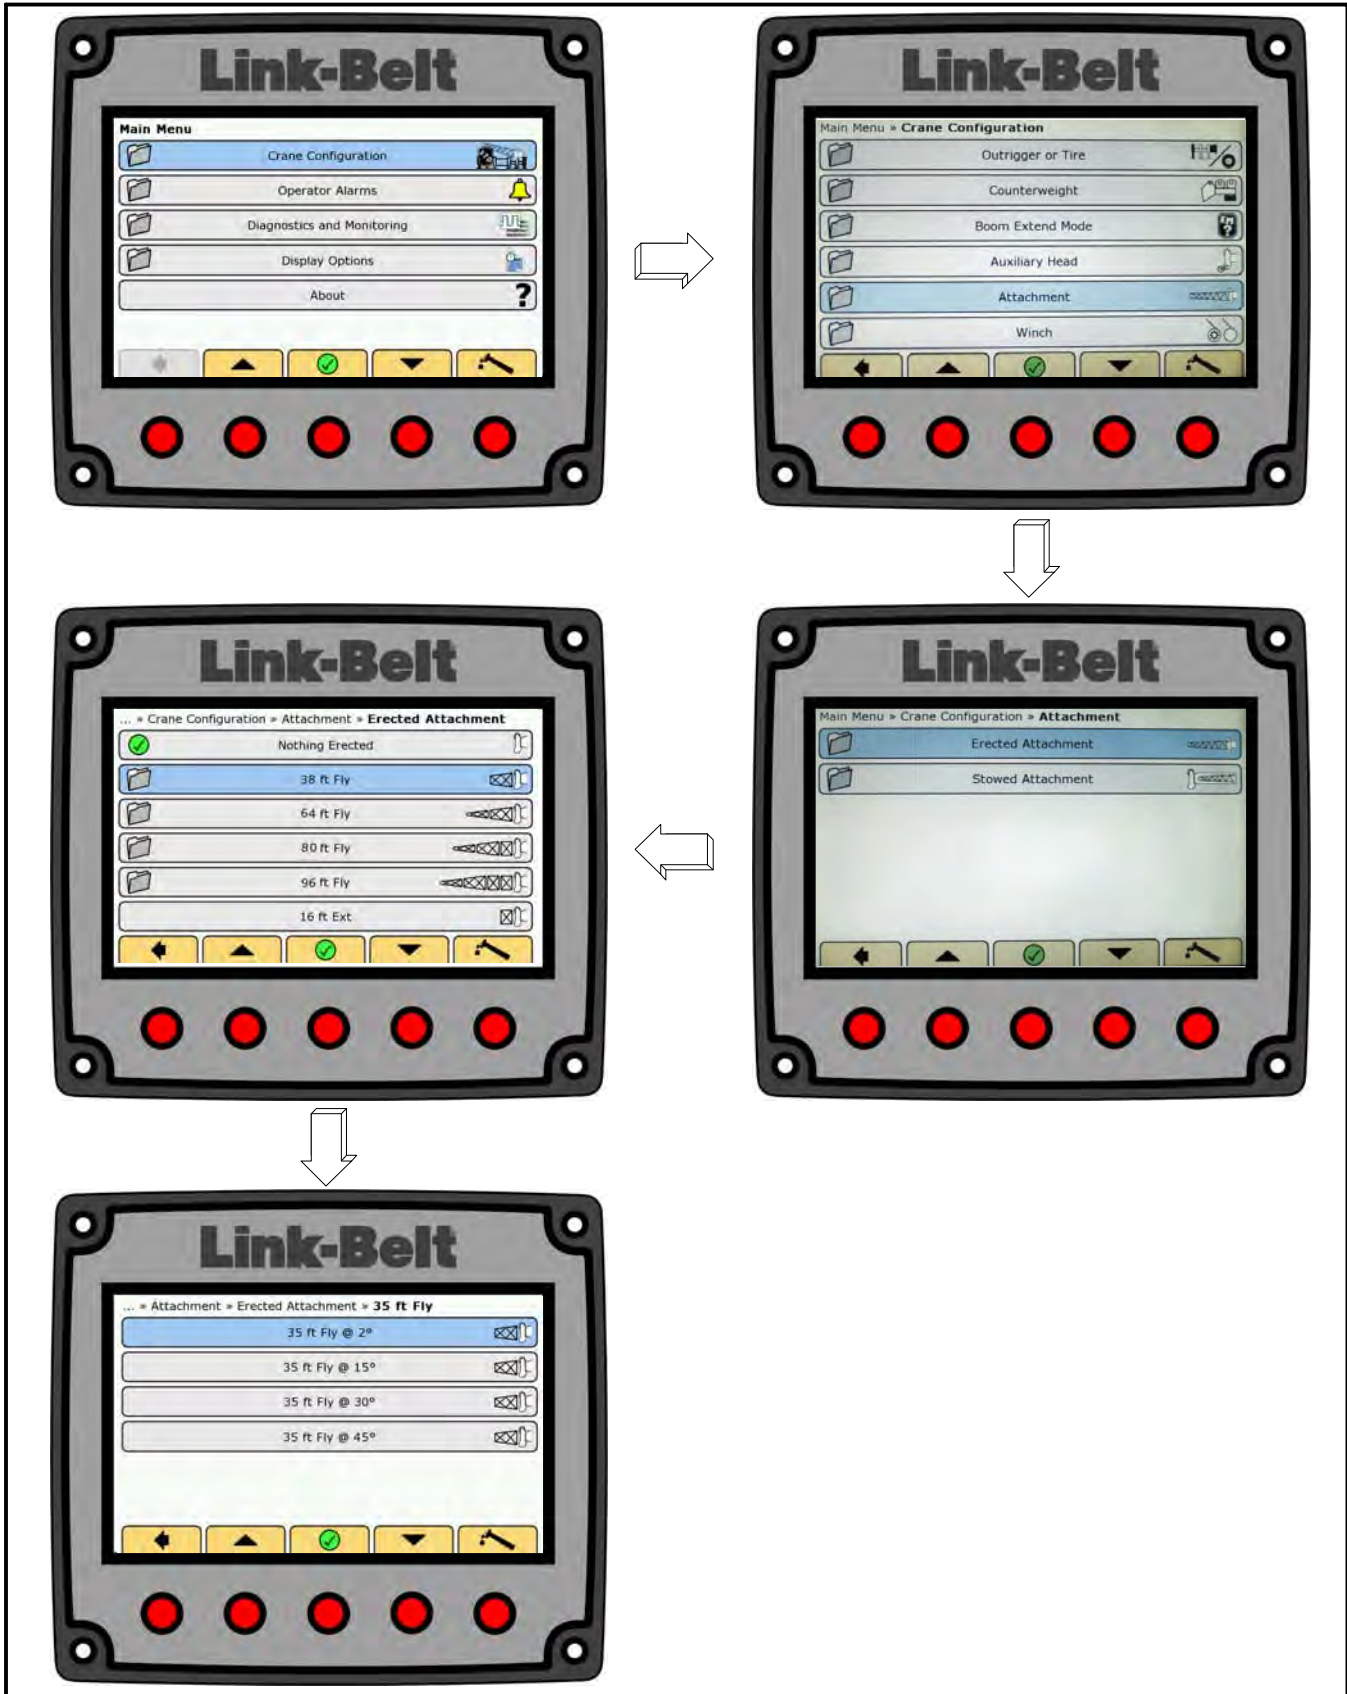 Link-Belt
Main Menu
Crane Configuration
Operator Alarms
Diagnostics and Monitoring
Display Options
About
?
Link-Belt
Main Menu » Crane Configuration
Outrigger or Tire
Counterweight
Boom Extend Mode
Auxiliary Head
Attachment
Winch
Link-Belt
... » Crane Configuration » Attachment » Erected Attachment
Nothing Erected
38 ft Fly
64 ft Fly
80 ft Fly
96 ft Fly
16 ft Ext
Link-Belt
Main Menu » Crane Configuration » Attachment
Erected Attachment
Stowed Attachment
Link-Belt
... » Attachment » Erected Attachment » 35 ft Fly
35 ft Fly @ 2°
35 ft Fly @ 15°
35 ft Fly @ 30°
35 ft Fly @ 45°